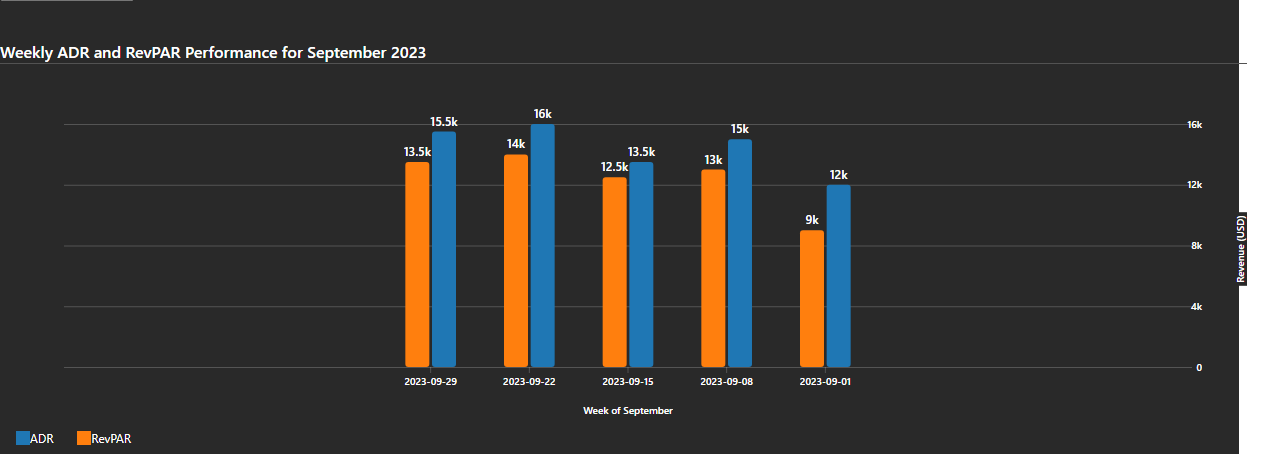 Weekly ADR and RevPAR Performance for September 2023
16k
15.5k
15k
16k
14k
13.5k
13.5k
13k
12.5k
12k
12k
9k
8k
Revenue (USD)
4k
0
2023-09-29
2023-09-22
2023-09-15
2023-09-08
2023-09-01
Week of September
ADR
RevPAR